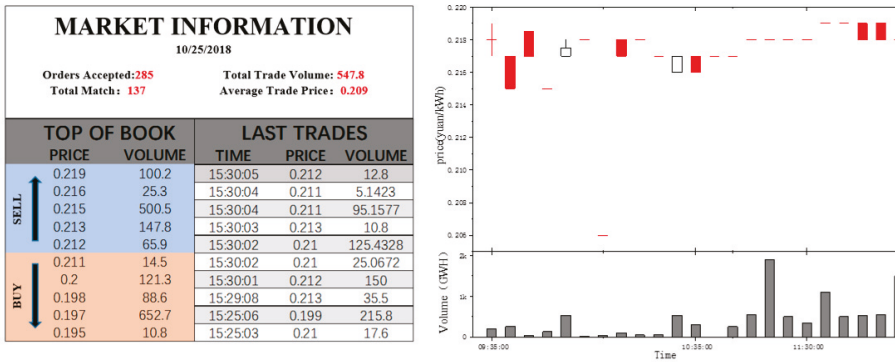 MARKET INFORMATION
10/25/2018
Orders Accepted:285 Total Trade Volume: 547.8
Total Match: 137 Average Trade Price: 0.209
TOP OF BOOK LAST TRADES
PRICE VOLUME TIME PRICE VOLUME
SELL
0.219 100.2 15:30:05 0.212 12.8
0.216 25.3 15:30:04 0.211 5.1423
0.215 500.5 15:30:04 0.211 95.1577
0.213 147.8 15:30:03 0.213 10.8
0.212 65.9 15:30:02 0.21 125.4328
BUY
0.211 14.5 15:30:02 0.21 25.0672
0.2 121.3 15:30:01 0.212 150
0.198 88.6 15:29:08 0.213 35.5
0.197 652.7 15:25:06 0.199 215.8
0.195 10.8 15:25:03 0.21 17.6
price(yuan/kWh)
0.220
0.218
0.216
0.214
0.212
0.210
0.208
0.206
Volume (GWH)
2k
1k
0
09:35:00 10:35:00 11:30:00
Time